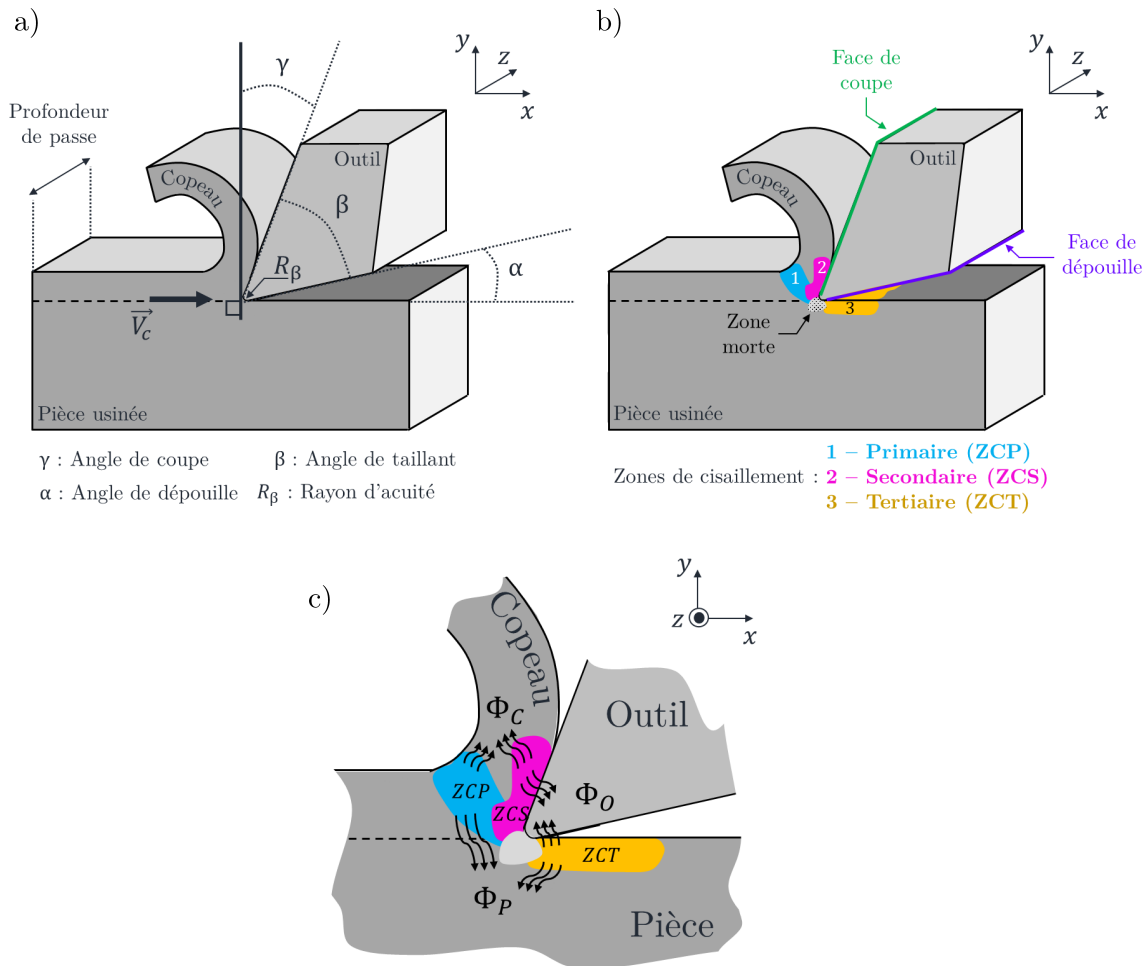 a)
y
z
x
γ
Profondeur
de passe
Outil
Copeau
β
R_β
α
V_c
Pièce usinée
γ : Angle de coupe
β : Angle de taillant
α : Angle de dépouille
R_β : Rayon d'acuité
b)
y
z
x
Face de
coupe
Outil
Copeau
Face de
dépouille
1
2
3
Zone
morte
Pièce usinée
Zones de cisaillement :
1 – Primaire (ZCP)
2 – Secondaire (ZCS)
3 – Tertiaire (ZCT)
c)
y
z
x
Copeau
Φ_C
Outil
ZCP
ZCS
Φ_O
ZCT
Φ_P
Pièce